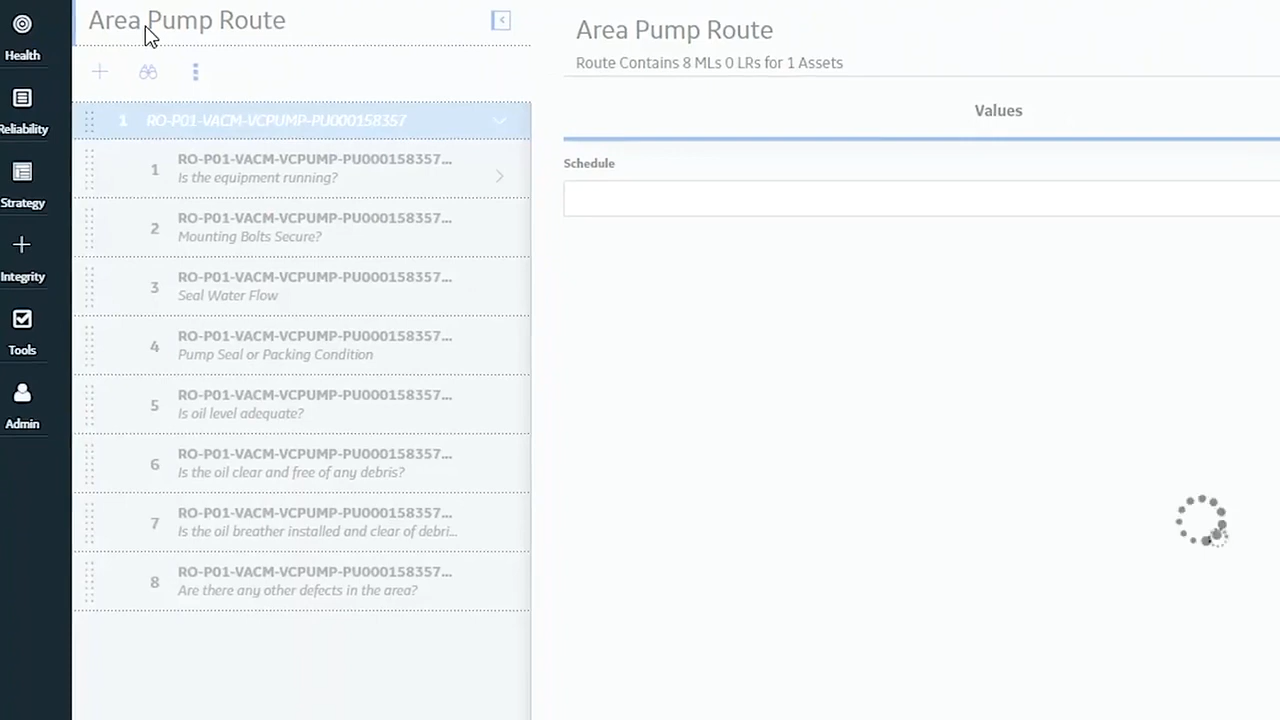 Health
Reliability
Strategy
Integrity
Tools
Admin
Area Pump Route
1 RO-P01-VACM-VCPUMP-PU000158357
1 RO-P01-VACM-VCPUMP-PU000158357...
Is the equipment running?
2 RO-P01-VACM-VCPUMP-PU000158357...
Mounting Bolts Secure?
3 RO-P01-VACM-VCPUMP-PU000158357...
Seal Water Flow
4 RO-P01-VACM-VCPUMP-PU000158357...
Pump Seal or Packing Condition
5 RO-P01-VACM-VCPUMP-PU000158357...
Is oil level adequate?
6 RO-P01-VACM-VCPUMP-PU000158357...
Is the oil clear and free of any debris?
7 RO-P01-VACM-VCPUMP-PU000158357...
Is the oil breather installed and clear of debri...
8 RO-P01-VACM-VCPUMP-PU000158357...
Are there any other defects in the area?
Area Pump Route
Route Contains 8 MLs 0 LRs for 1 Assets
Values
Schedule